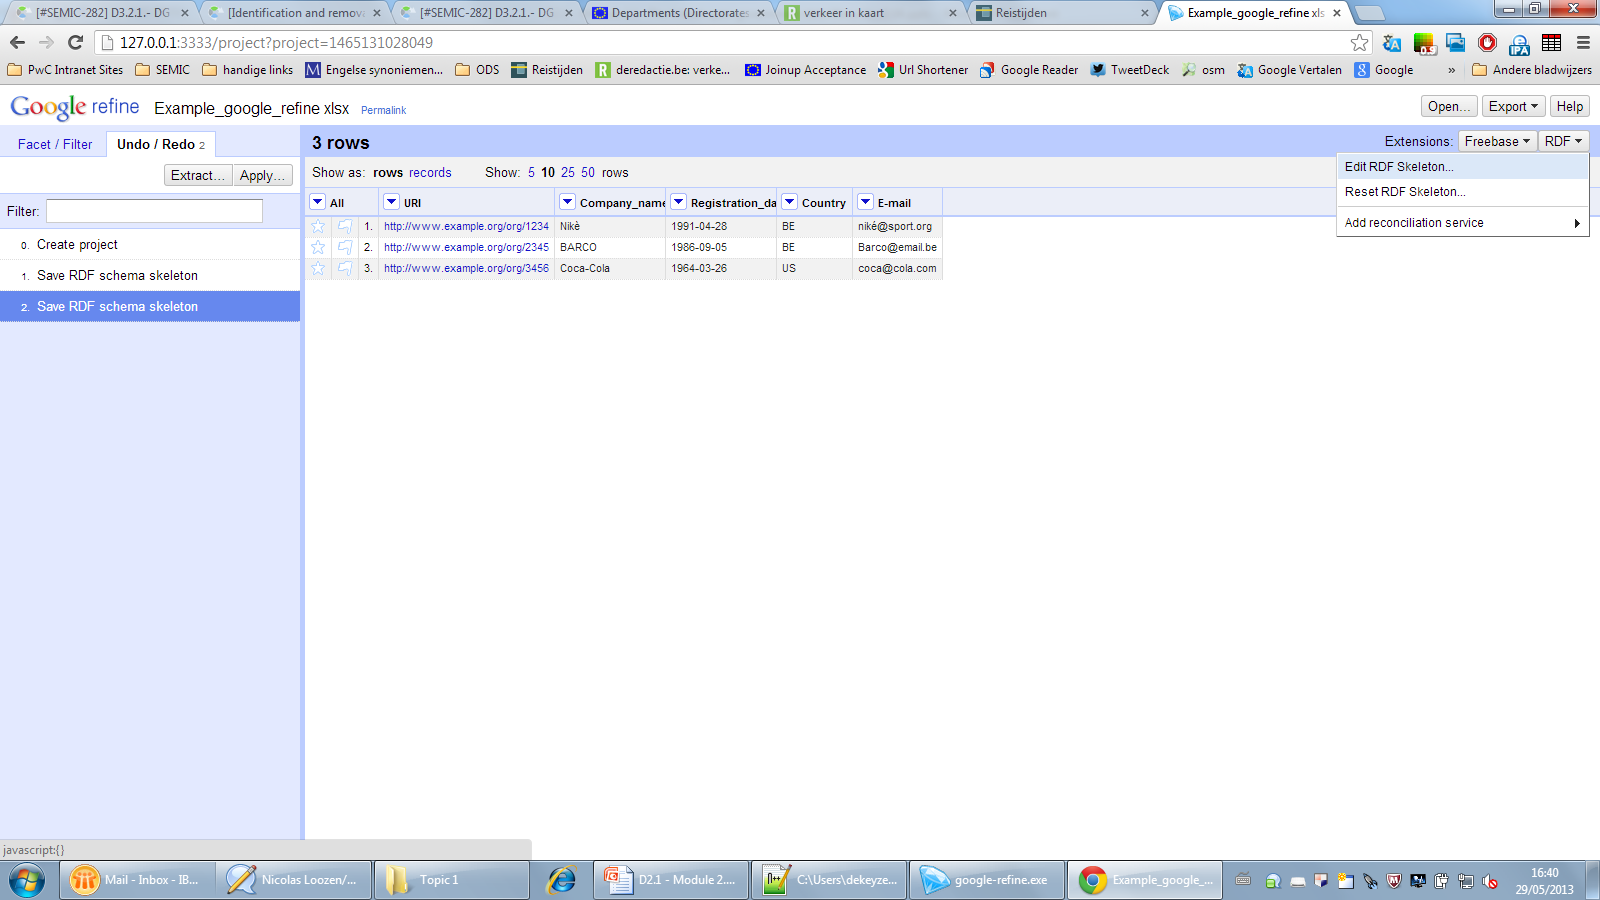 [#SEMIC-282] D3.2.1.- DG
[Identification and remova
[#SEMIC-282] D3.2.1.- DG
Departments (Directorates
verkeer in kaart
Reistijden
Example_google_refine xls
127.0.0.1:3333/project?project=1465131028049
0.9
IPA
PwC Intranet Sites
SEMIC
handige links
M Engelse synoniemen...
ODS
Reistijden
R deredactie.be: verke...
Joinup Acceptance
Url Shortener
Google Reader
TweetDeck
osm
Google Vertalen
8 Google
»
Andere bladwijzers
Google refine Example_google_refine xlsx Permalink
Open... Export Help
Facet / Filter Undo / Redo 2
3 rows
Extensions: Freebase RDF
Extract... Apply...
Show as: rows records Show: 5 10 25 50 rows
Edit RDF Skeleton...
Reset RDF Skeleton...
Add reconciliation service
Filter:
0. Create project
1. Save RDF schema skeleton
2. Save RDF schema skeleton
All URI Company_name Registration_da Country E-mail
1. http://www.example.org/org/1234 Nikè 1991-04-28 BE niké@sport.org
2. http://www.example.org/org/2345 BARCO 1986-09-05 BE Barco@email.be
3. http://www.example.org/org/3456 Coca-Cola 1964-03-26 US coca@cola.com
javascript:{}
Mail - Inbox - IB...
Nicolas Loozen/...
Topic 1
D2.1 - Module 2....
C:\Users\dekeyze...
google-refine.exe
Example_google_...
16:40
29/05/2013